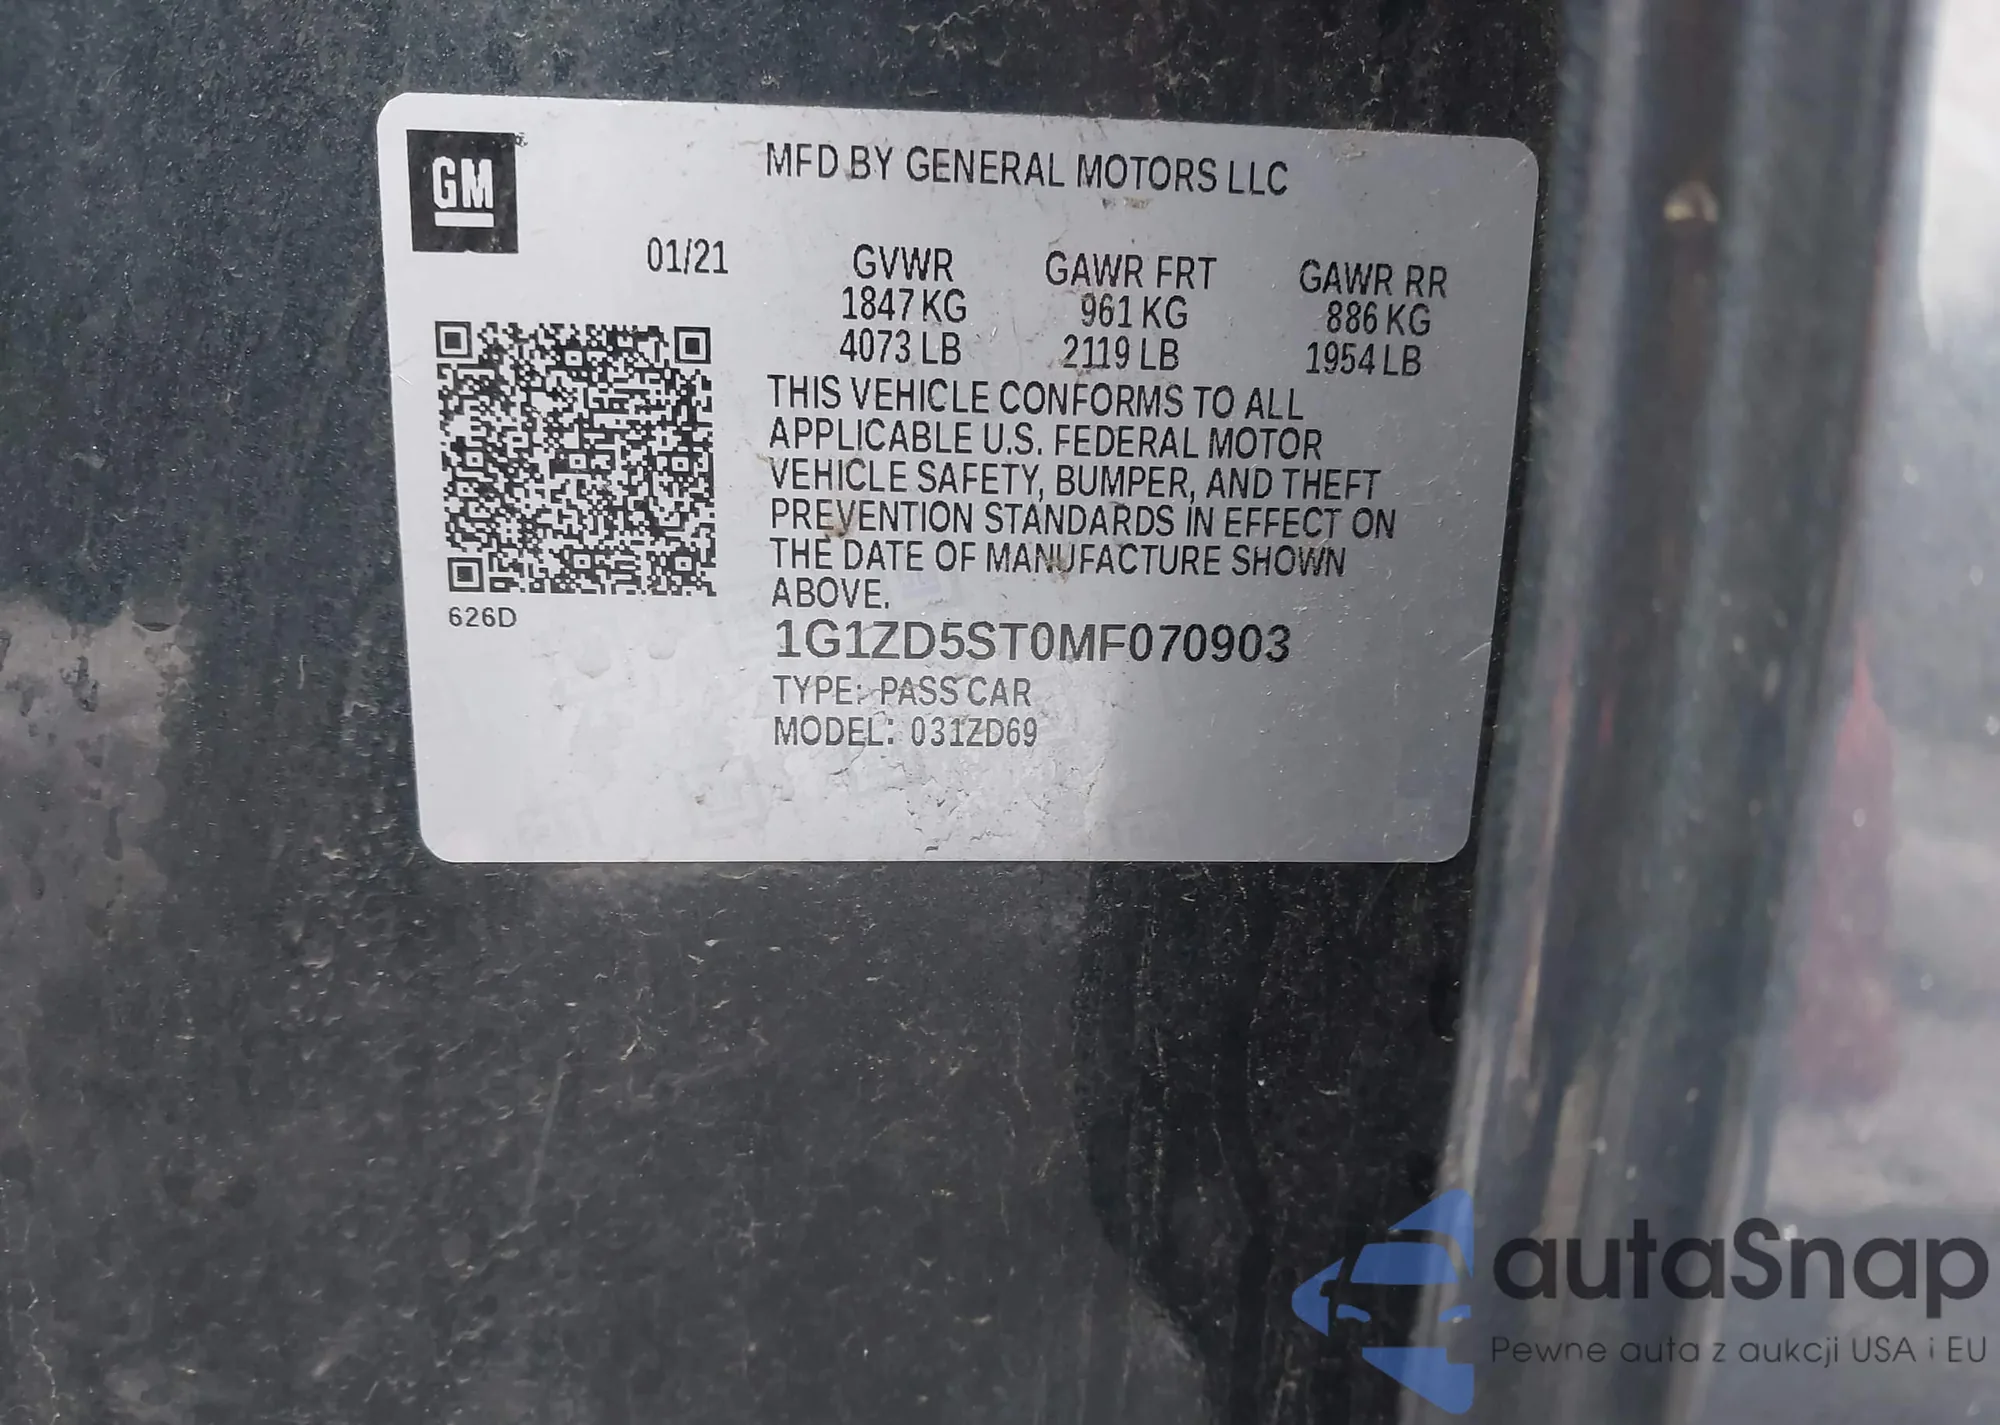 GM
MFD BY GENERAL MOTORS LLC
01/21
GVWR GAWR FRT GAWR RR
1847 KG 961 KG 886 KG
4073 LB 2119 LB 1954 LB
THIS VEHICLE CONFORMS TO ALL
APPLICABLE U.S. FEDERAL MOTOR
VEHICLE SAFETY, BUMPER, AND THEFT
PREVENTION STANDARDS IN EFFECT ON
THE DATE OF MANUFACTURE SHOWN
ABOVE.
626D
1G1ZD5ST0MF070903
TYPE: PASS CAR
MODEL: 031ZD69
autaSnap
Pewne auta z aukcji USA i EU